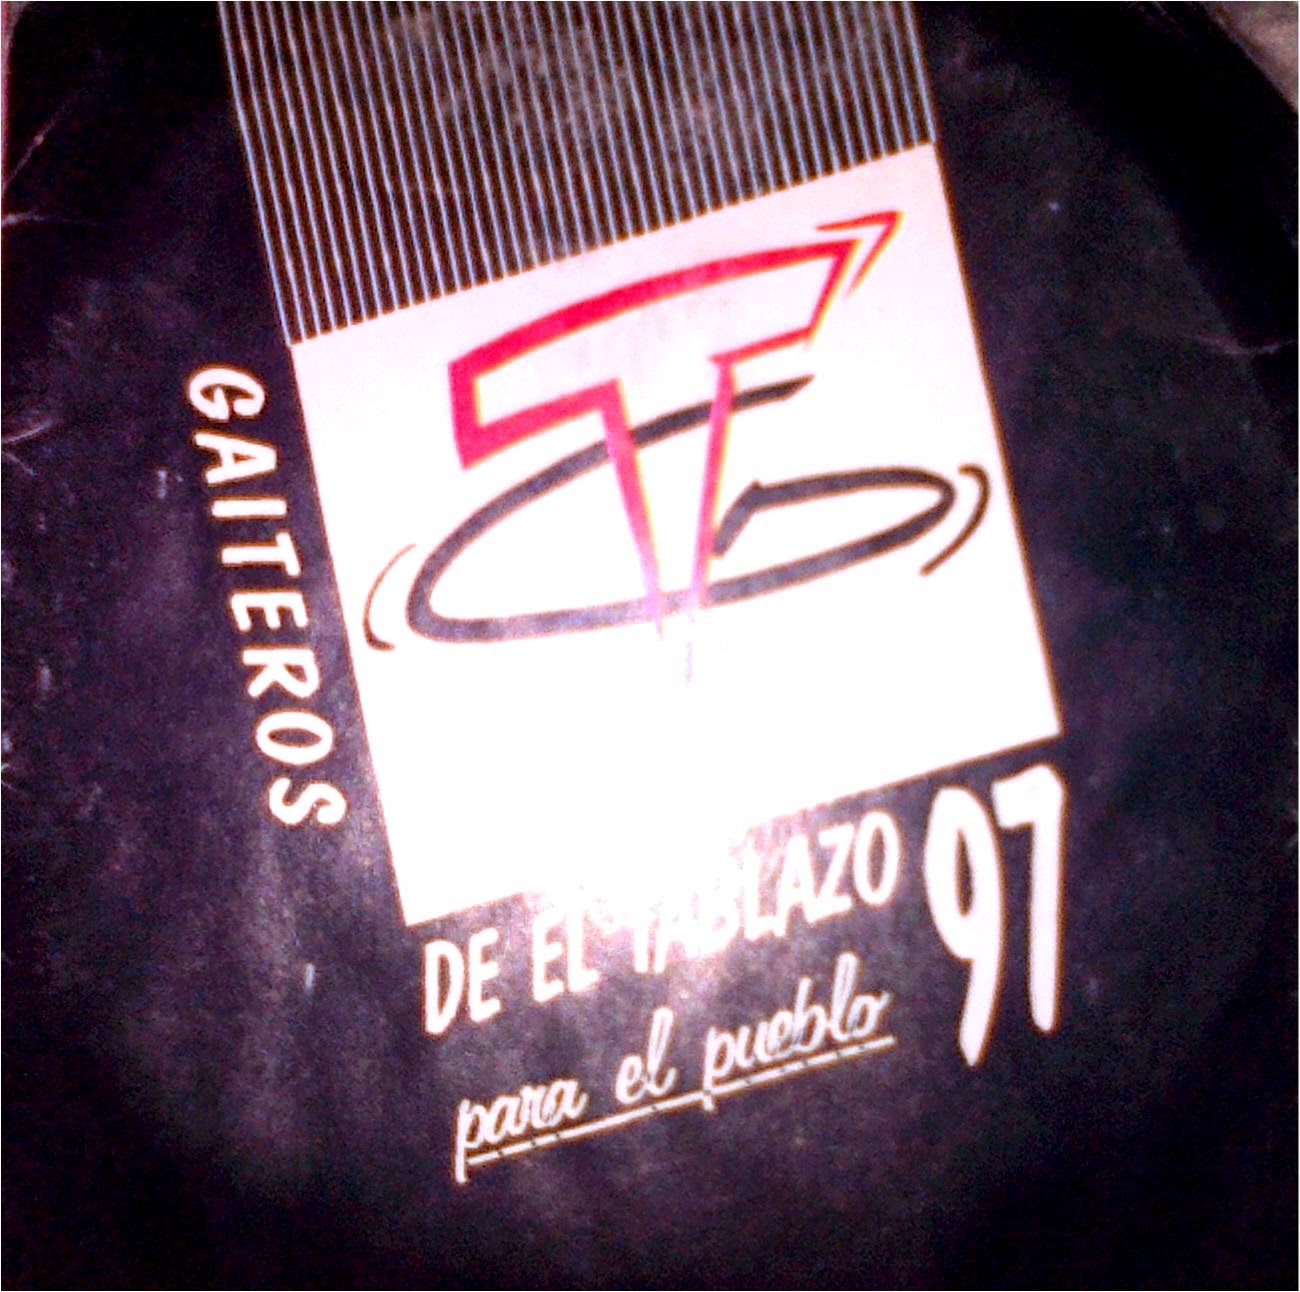 GAITEROS
DE EL TABLAZO 97
para el pueblo